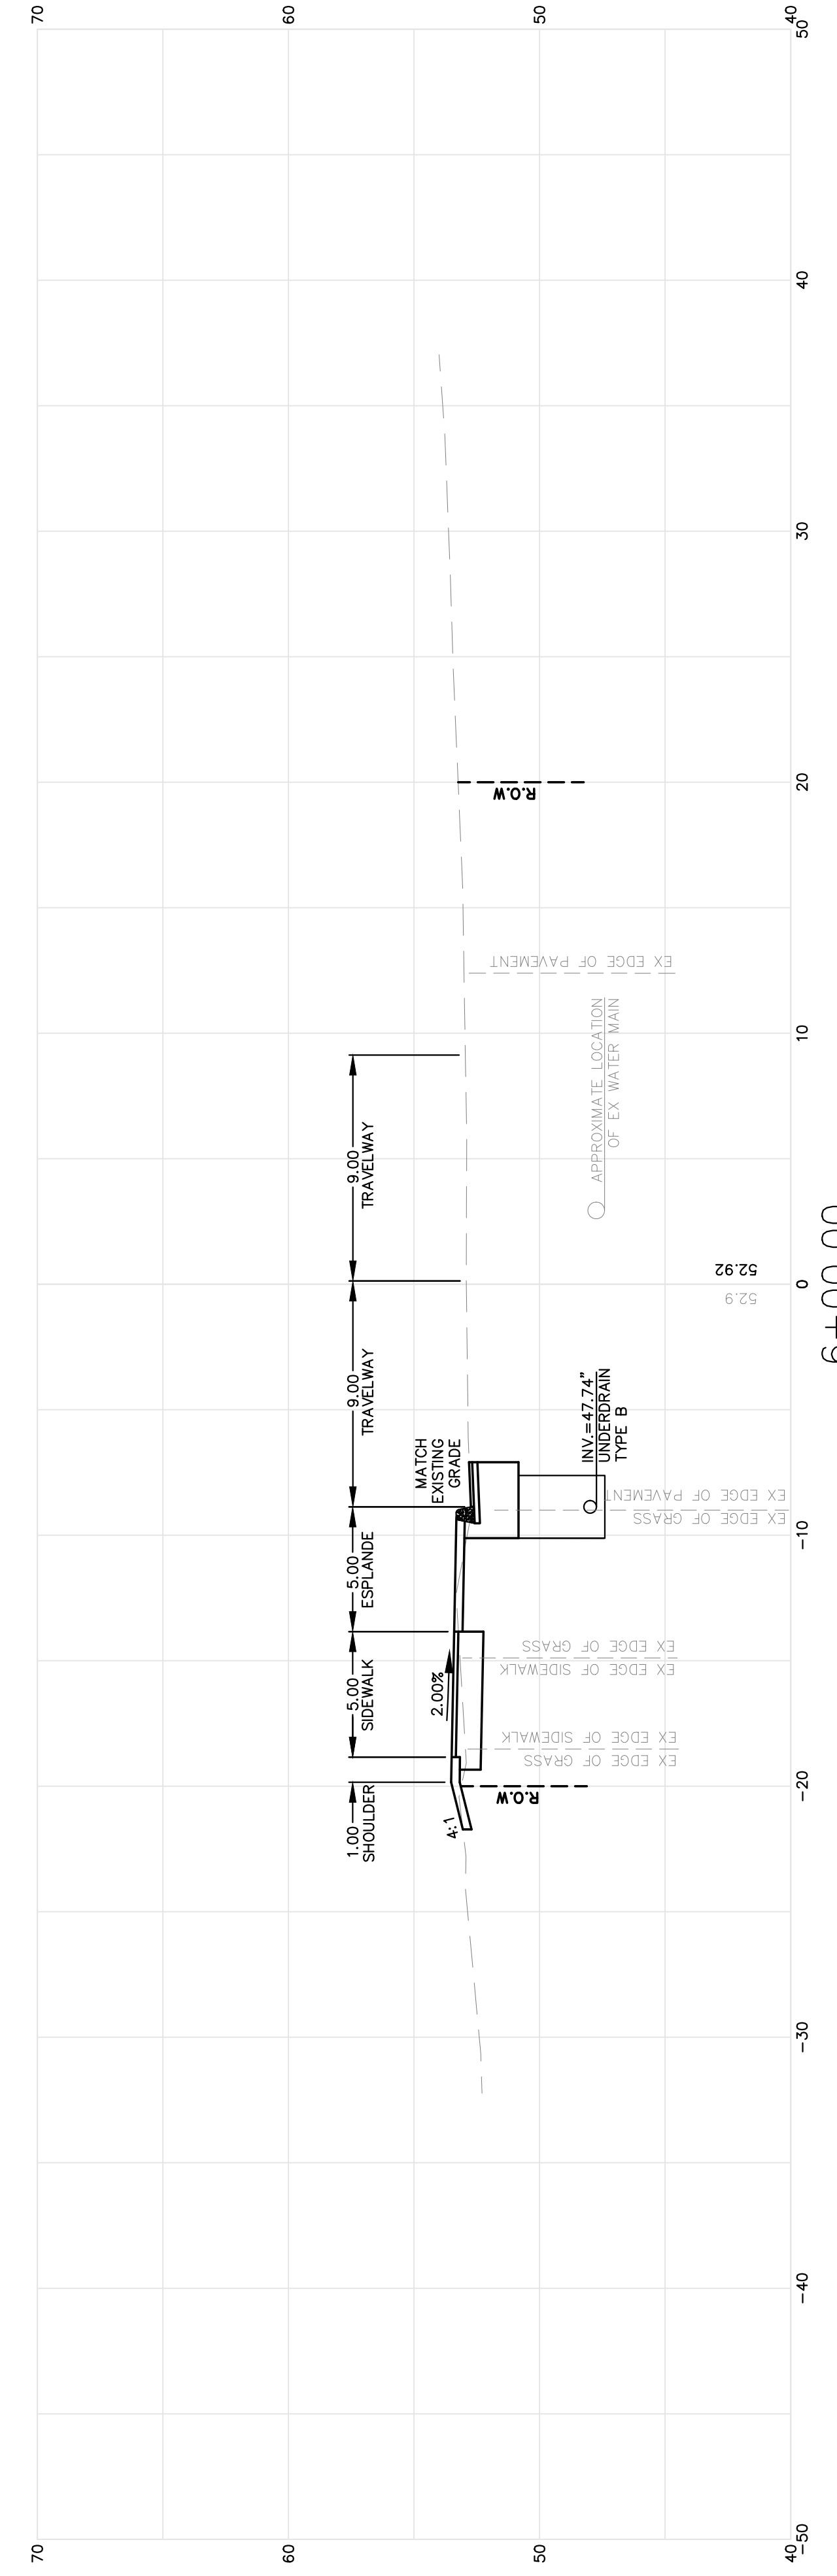 70
60
50
40
70
60
50
40
-50
-40
-30
-20
-10
0
10
20
30
40
50
1.00
SHOULDER
5.00
SIDEWALK
5.00
ESPLANDE
9.00
TRAVELWAY
9.00
TRAVELWAY
4:1
2.00%
MATCH
EXISTING
GRADE
R.O.W
R.O.W
EX EDGE OF GRASS
EX EDGE OF SIDEWALK
EX EDGE OF SIDEWALK
EX EDGE OF GRASS
EX EDGE OF GRASS
EX EDGE OF PAVEMENT
INV.=47.74"
UNDERDRAIN
TYPE B
APPROXIMATE LOCATION
OF EX WATER MAIN
EX EDGE OF PAVEMENT
52.9
52.92